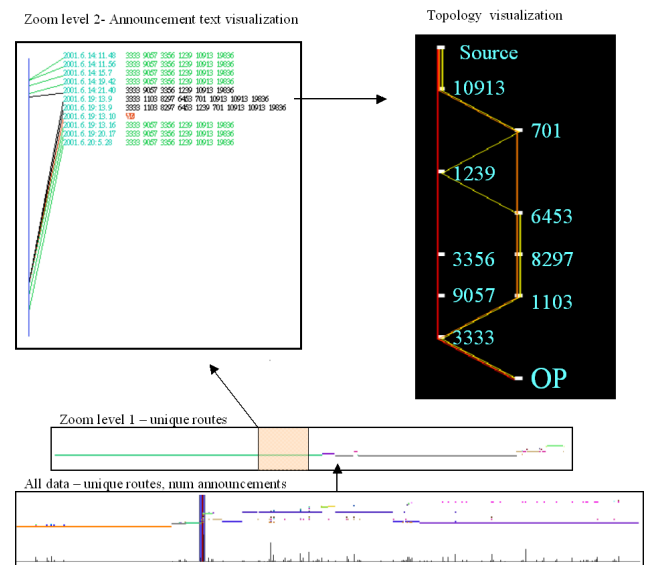 Zoom level 2- Announcement text visualization
Topology visualization
2001.6.14:11.48 3333 9057 3356 1239 10913 19836
2001.6.14:11.56 3333 9057 3356 1239 10913 19836
2001.6.14:15.7 3333 9057 3356 1239 10913 19836
2001.6.14:19.42 3333 9057 3356 1239 10913 19836
2001.6.14:21.40 3333 9057 3356 1239 10913 19836
2001.6.19:13.9 3333 1103 8297 6453 701 10913 10913 19836
2001.6.19:13.9 3333 1103 8297 6453 1239 701 10913 10913 19836
2001.6.19:13.10
2001.6.19:13.16 3333 9057 3356 1239 10913 19836
2001.6.19:20.17 3333 9057 3356 1239 10913 19836
2001.6.20:5.28 3333 9057 3356 1239 10913 19836
Source
10913
701
1239
6453
3356
8297
9057
1103
3333
OP
Zoom level 1 – unique routes
All data – unique routes, num announcements